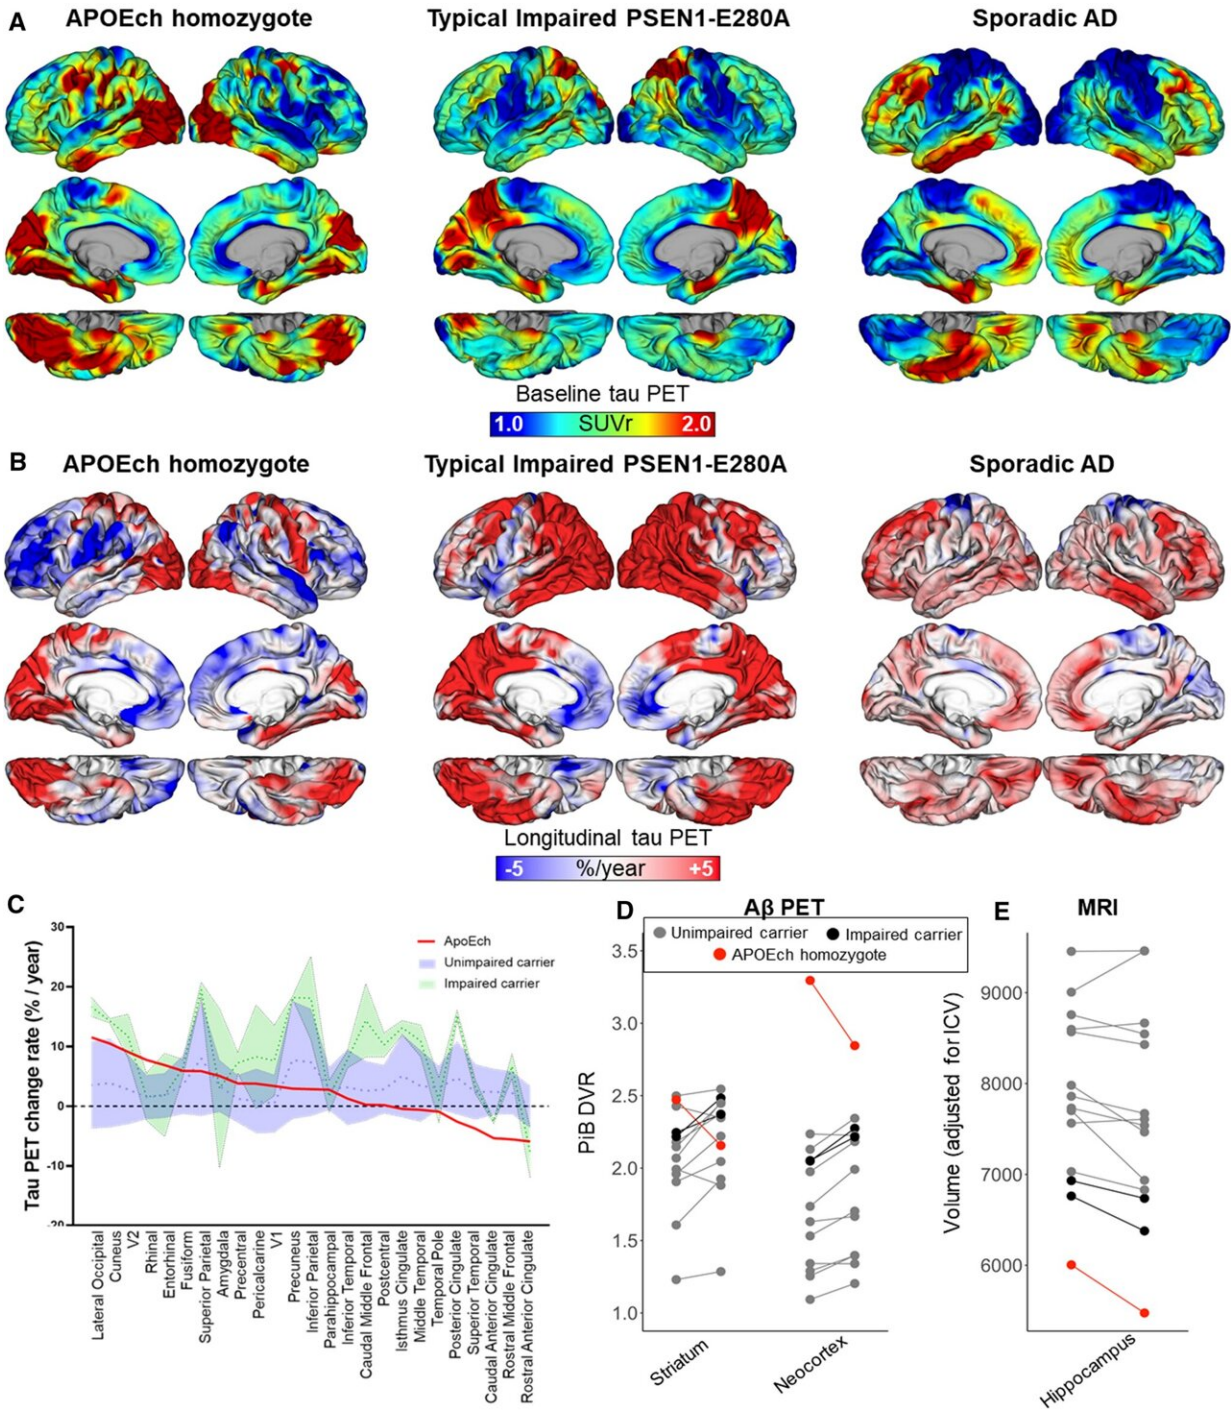 A
APOEch homozygote
Typical Impaired PSEN1-E280A
Sporadic AD
Baseline tau PET
1.0 SUVr 2.0
B
APOEch homozygote
Typical Impaired PSEN1-E280A
Sporadic AD
Longitudinal tau PET
-5 %/year +5
C
Tau PET change rate (% / year)
30
20
10
0
-10
-20
ApoEch
Unimpaired carrier
Impaired carrier
Lateral Occipital
Cuneus
V2
Rhinal
Entorhinal
Fusiform
Superior Parietal
Amygdala
Precentral
Pericalcarine
V1
Precuneus
Inferior Parietal
Parahippocampal
Inferior Temporal
Caudal Middle Frontal
Postcentral
Isthmus Cingulate
Middle Temporal
Temporal Pole
Posterior Cingulate
Superior Temporal
Caudal Anterior Cingulate
Rostral Middle Frontal
Rostral Anterior Cingulate
D
Aβ PET
Unimpaired carrier
Impaired carrier
APOEch homozygote
PiB DVR
3.5
3.0
2.5
2.0
1.5
1.0
Striatum
Neocortex
E
MRI
Volume (adjusted for ICV)
9000
8000
7000
6000
Hippocampus